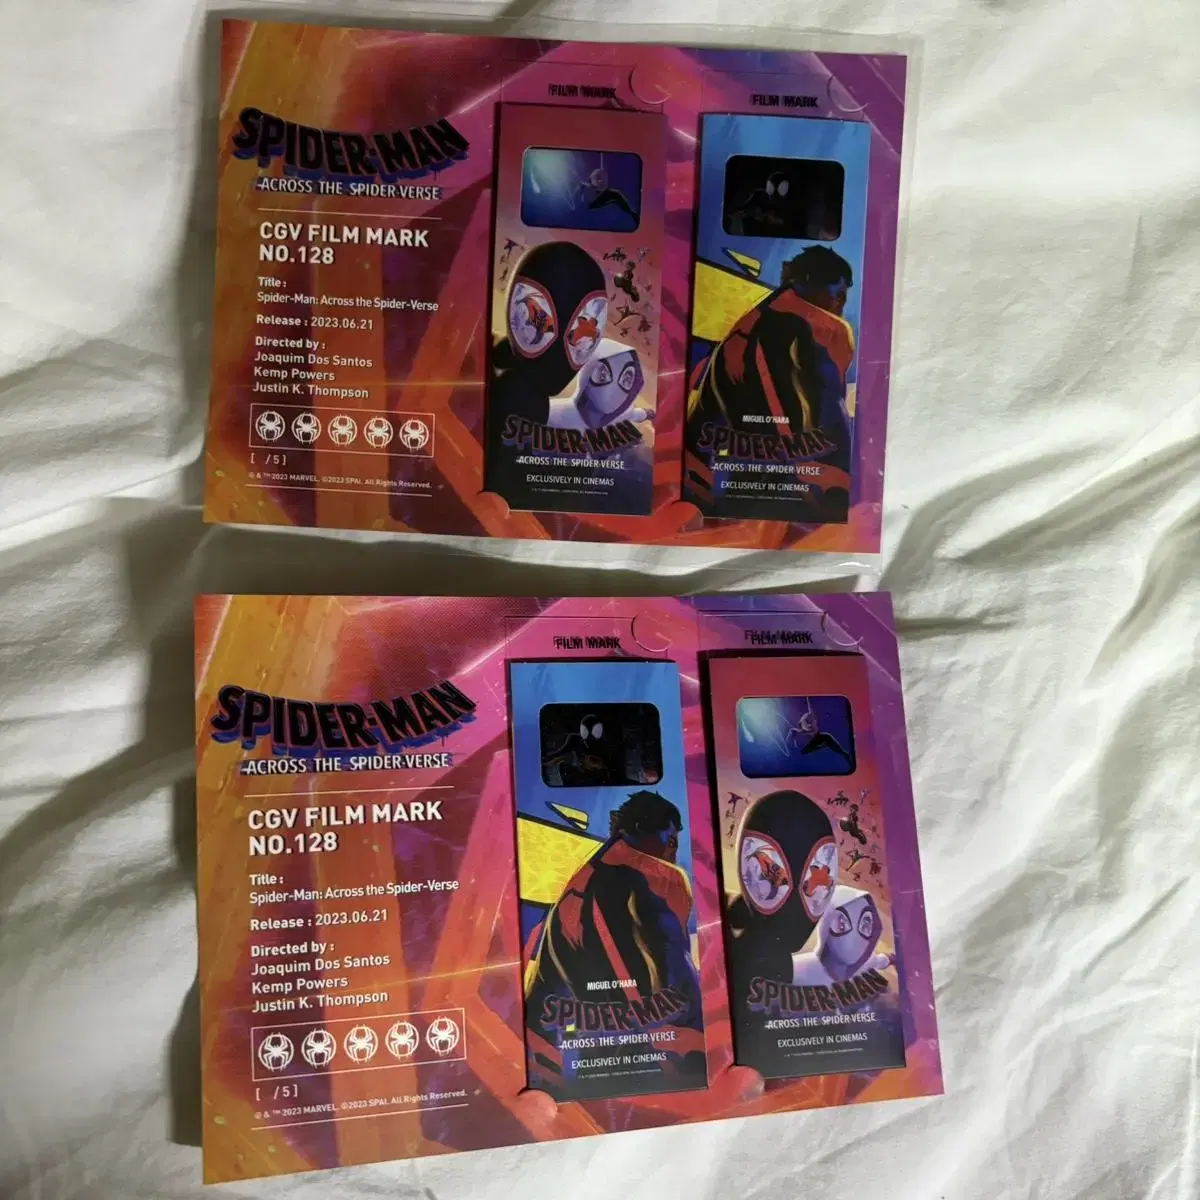 SPIDER-MAN
ACROSS THE SPIDER-VERSE
CGV FILM MARK
NO.128
Title :
Spider-Man: Across the Spider-Verse
Release : 2023.06.21
Directed by :
Joaquim Dos Santos
Kemp Powers
Justin K. Thompson
[ /5]
© & ™ 2023 MARVEL. ©2023 SPAI. All Rights Reserved.
FILM MARK
SPIDER-MAN
ACROSS THE SPIDER-VERSE
EXCLUSIVELY IN CINEMAS
FILM MARK
MIGUEL O'HARA
SPIDER-MAN
ACROSS THE SPIDER-VERSE
EXCLUSIVELY IN CINEMAS
SPIDER-MAN
ACROSS THE SPIDER-VERSE
CGV FILM MARK
NO.128
Title :
Spider-Man: Across the Spider-Verse
Release : 2023.06.21
Directed by :
Joaquim Dos Santos
Kemp Powers
Justin K. Thompson
[ /5]
© & ™ 2023 MARVEL. ©2023 SPAI. All Rights Reserved.
FILM MARK
MIGUEL O'HARA
SPIDER-MAN
ACROSS THE SPIDER-VERSE
EXCLUSIVELY IN CINEMAS
FILM MARK
SPIDER-MAN
ACROSS THE SPIDER-VERSE
EXCLUSIVELY IN CINEMAS